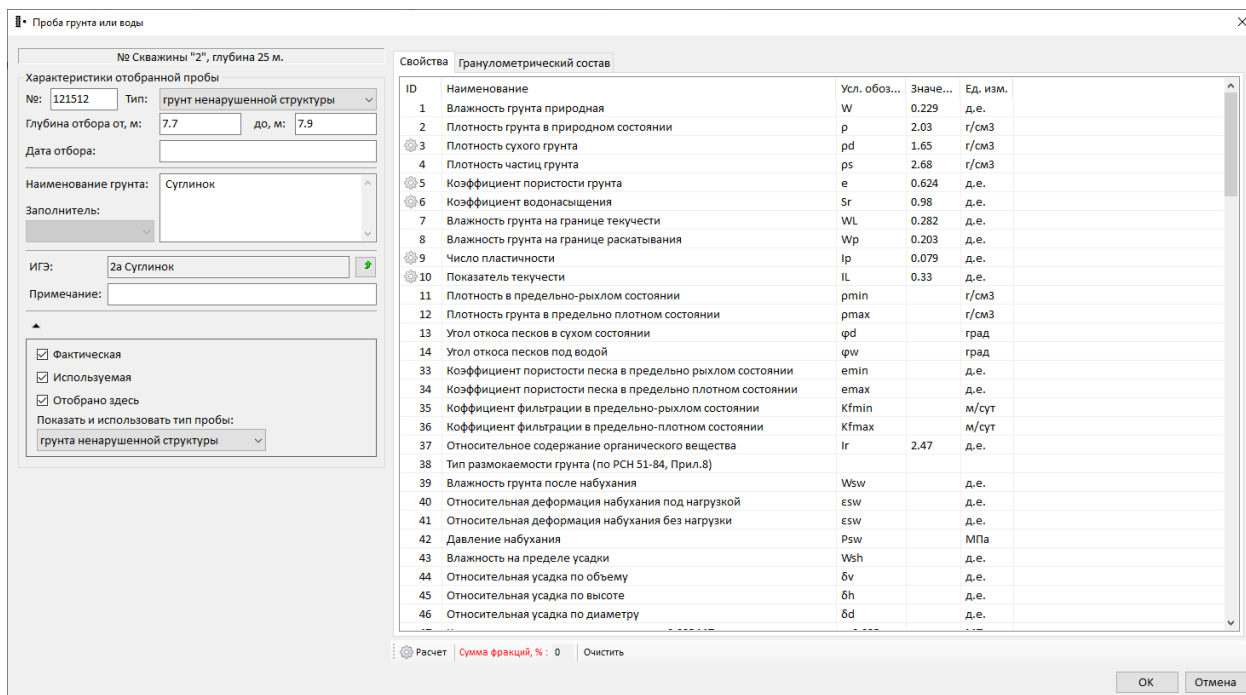 Проба грунта или воды
№ Скважины "2", глубина 25 м.
Характеристики отобранной пробы
№: 121512 Тип: грунт ненарушенной структуры
Глубина отбора от, м: 7.7 до, м: 7.9
Дата отбора:
Наименование грунта: Суглинок
Заполнитель:
ИГЭ: 2а Суглинок
Примечание:
Фактическая
Используемая
Отобрано здесь
Показать и использовать тип пробы:
грунта ненарушенной структуры
Свойства Гранулометрический состав
ID Наименование Усл. обоз... Значе... Ед. изм.
1 Влажность грунта природная W 0.229 д.е.
2 Плотность грунта в природном состоянии ρ 2.03 г/см3
3 Плотность сухого грунта ρd 1.65 г/см3
4 Плотность частиц грунта ρs 2.68 г/см3
5 Коэффициент пористости грунта e 0.624 д.е.
6 Коэффициент водонасыщения Sr 0.98 д.е.
7 Влажность грунта на границе текучести WL 0.282 д.е.
8 Влажность грунта на границе раскатывания Wp 0.203 д.е.
9 Число пластичности Ip 0.079 д.е.
10 Показатель текучести IL 0.33 д.е.
11 Плотность в предельно-рыхлом состоянии ρmin г/см3
12 Плотность грунта в предельно плотном состоянии ρmax г/см3
13 Угол откоса песков в сухом состоянии φd град
14 Угол откоса песков под водой φw град
33 Коэффициент пористости песка в предельно рыхлом состоянии emin д.е.
34 Коэффициент пористости песка в предельно плотном состоянии emax д.е.
35 Коффициент фильтрации в предельно-рыхлом состоянии Kfmin м/сут
36 Коффициент фильтрации в предельно-плотном состоянии Kfmax м/сут
37 Относительное содержание органического вещества Ir 2.47 д.е.
38 Тип размокаемости грунта (по РСН 51-84, Прил.8)
39 Влажность грунта после набухания Wsw д.е.
40 Относительная деформация набухания под нагрузкой εsw д.е.
41 Относительная деформация набухания без нагрузки εsw д.е.
42 Давление набухания Psw МПа
43 Влажность на пределе усадки Wsh д.е.
44 Относительная усадка по объему δv д.е.
45 Относительная усадка по высоте δh д.е.
46 Относительная усадка по диаметру δd д.е.
Расчет Сумма фракций, % : 0 Очистить
OK Отмена